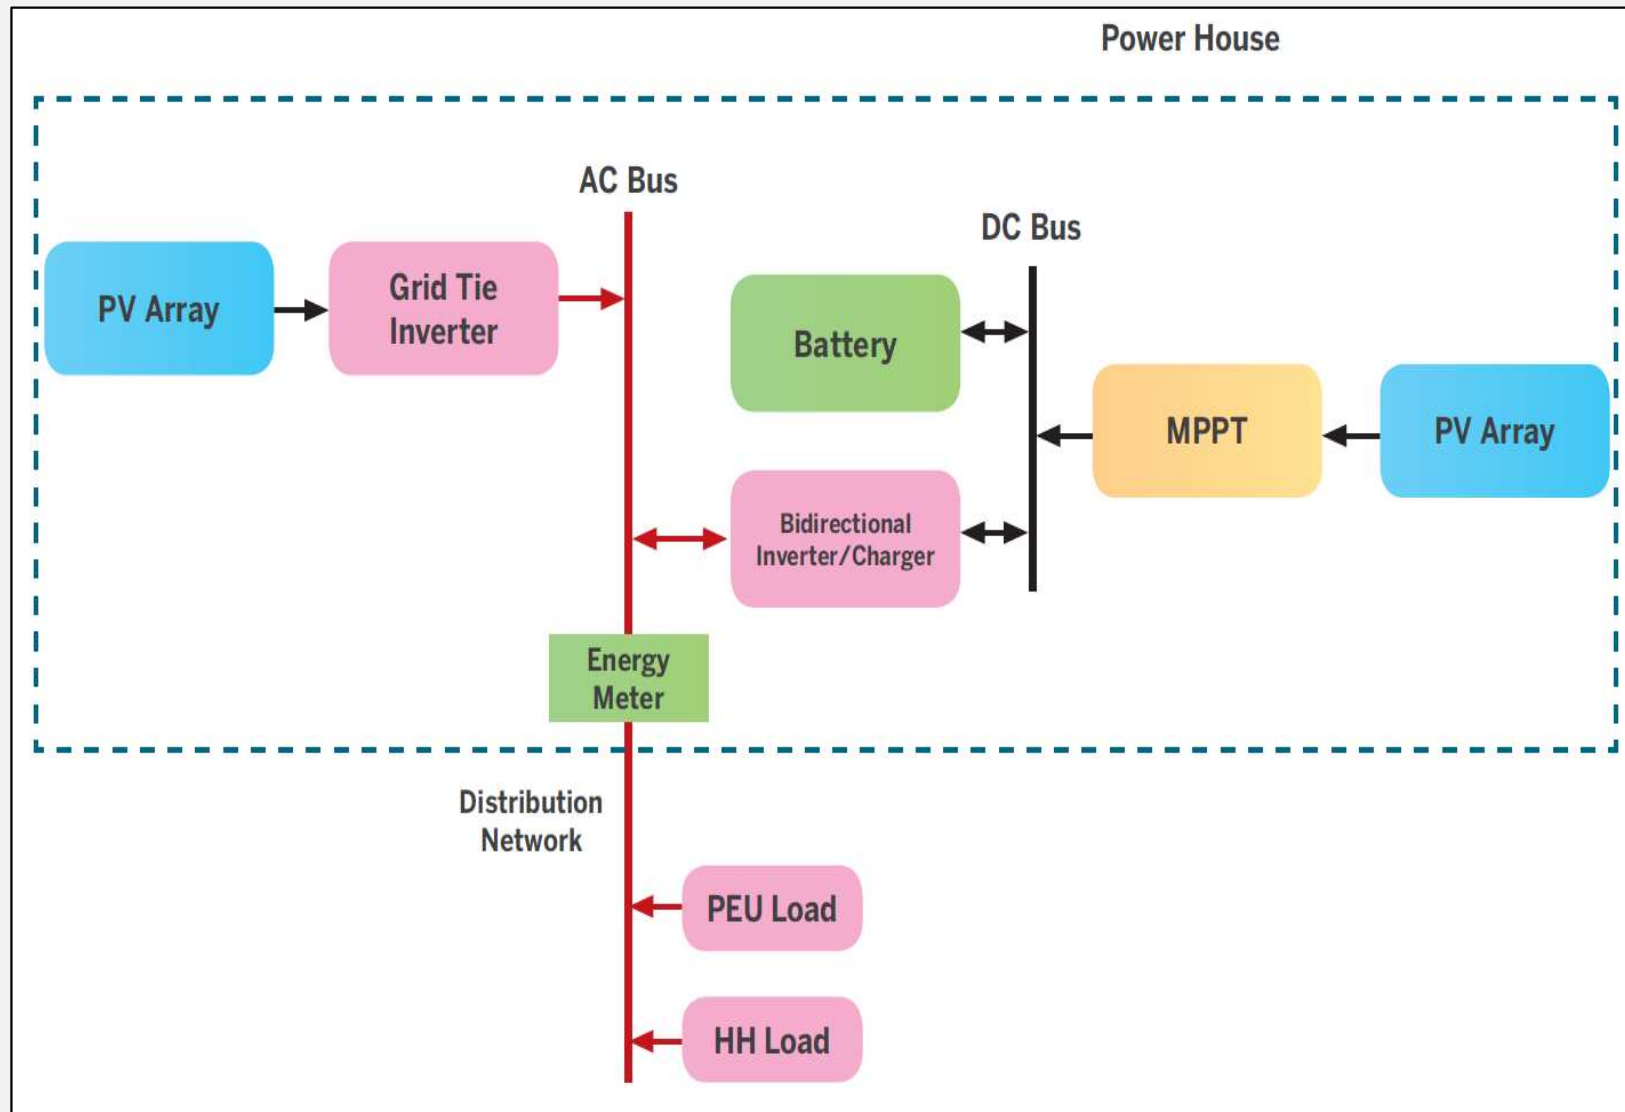 Power House
AC Bus
DC Bus
PV Array
Grid Tie
Inverter
Battery
MPPT
PV Array
Bidirectional
Inverter/Charger
Energy
Meter
Distribution
Network
PEU Load
HH Load